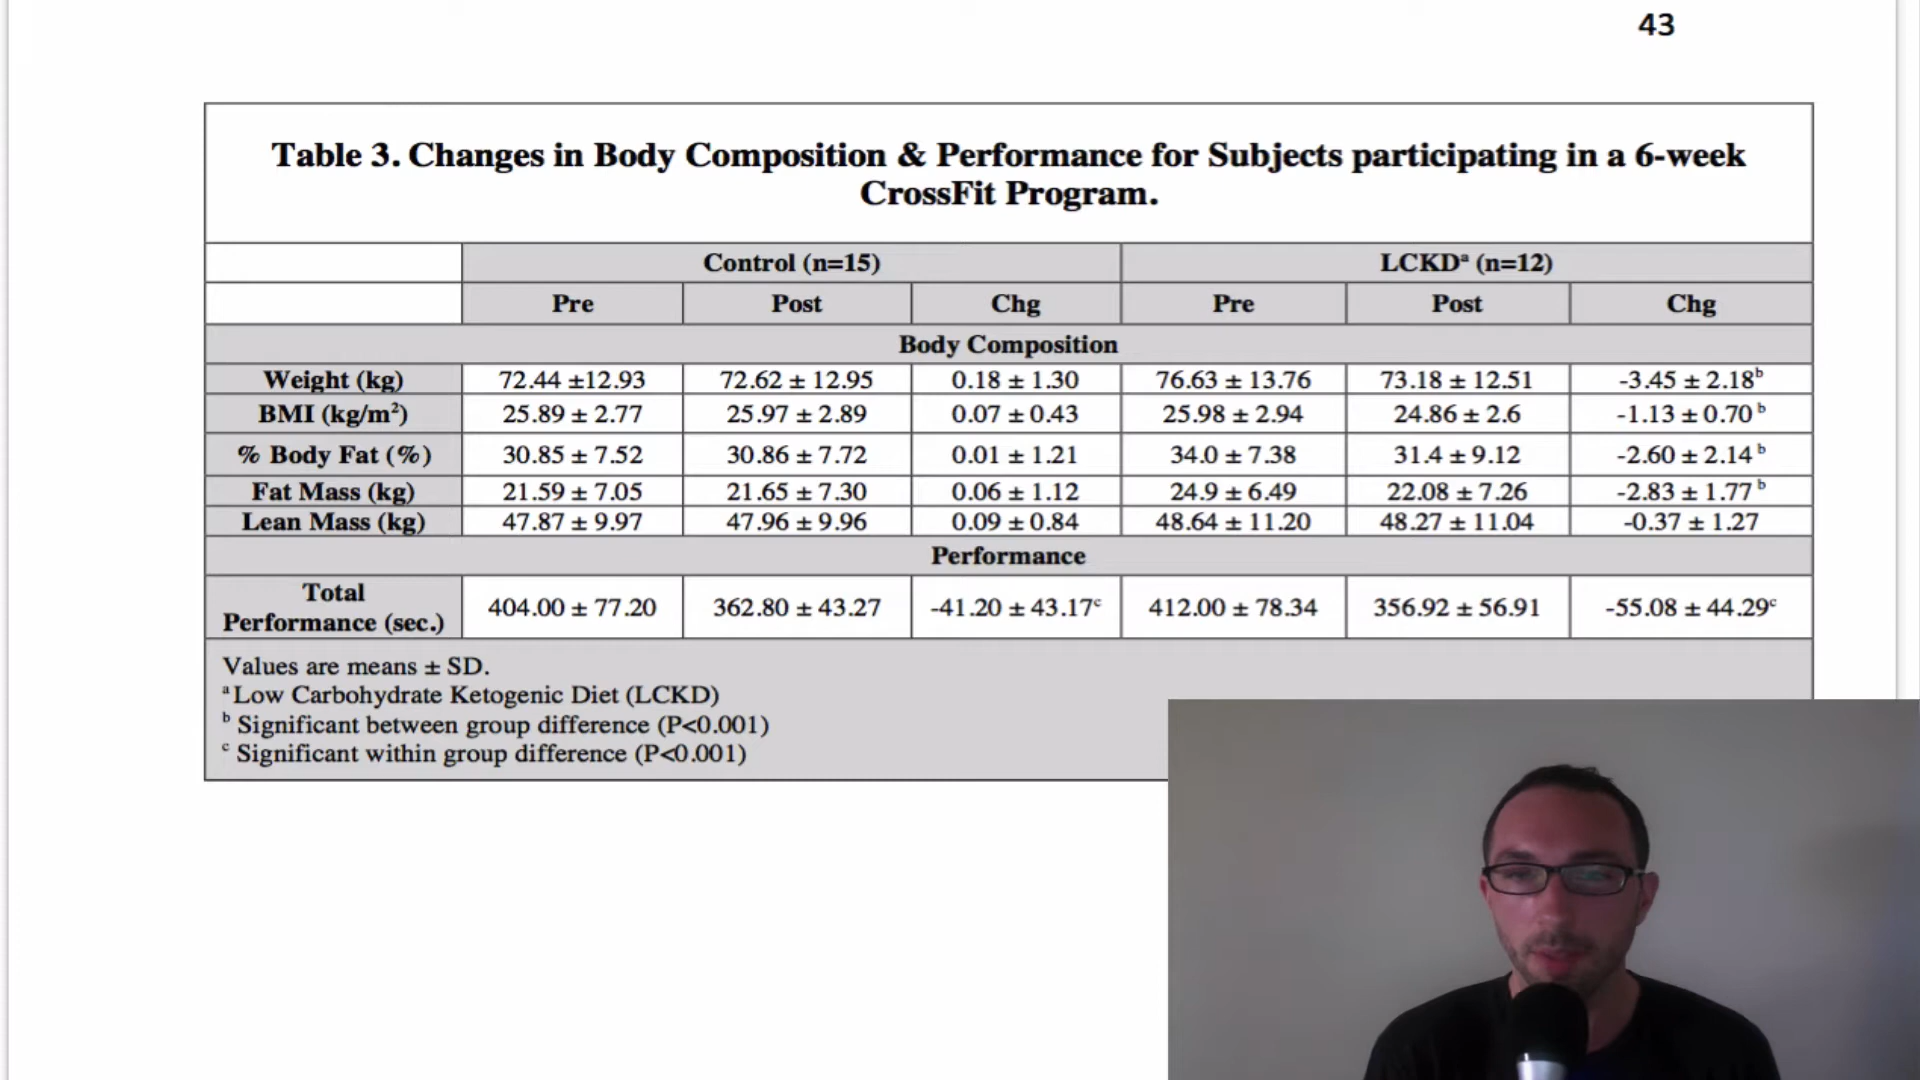 43
Table 3. Changes in Body Composition & Performance for Subjects participating in a 6-week
CrossFit Program.
Control (n=15) LCKDᵃ (n=12)
Pre Post Chg Pre Post Chg
Body Composition
Weight (kg) 72.44 ±12.93 72.62 ± 12.95 0.18 ± 1.30 76.63 ± 13.76 73.18 ± 12.51 -3.45 ± 2.18ᵇ
BMI (kg/m²) 25.89 ± 2.77 25.97 ± 2.89 0.07 ± 0.43 25.98 ± 2.94 24.86 ± 2.6 -1.13 ± 0.70 ᵇ
% Body Fat (%) 30.85 ± 7.52 30.86 ± 7.72 0.01 ± 1.21 34.0 ± 7.38 31.4 ± 9.12 -2.60 ± 2.14 ᵇ
Fat Mass (kg) 21.59 ± 7.05 21.65 ± 7.30 0.06 ± 1.12 24.9 ± 6.49 22.08 ± 7.26 -2.83 ± 1.77 ᵇ
Lean Mass (kg) 47.87 ± 9.97 47.96 ± 9.96 0.09 ± 0.84 48.64 ± 11.20 48.27 ± 11.04 -0.37 ± 1.27
Performance
Total
Performance (sec.) 404.00 ± 77.20 362.80 ± 43.27 -41.20 ± 43.17ᶜ 412.00 ± 78.34 356.92 ± 56.91 -55.08 ± 44.29ᶜ
Values are means ± SD.
ᵃ Low Carbohydrate Ketogenic Diet (LCKD)
ᵇ Significant between group difference (P<0.001)
ᶜ Significant within group difference (P<0.001)